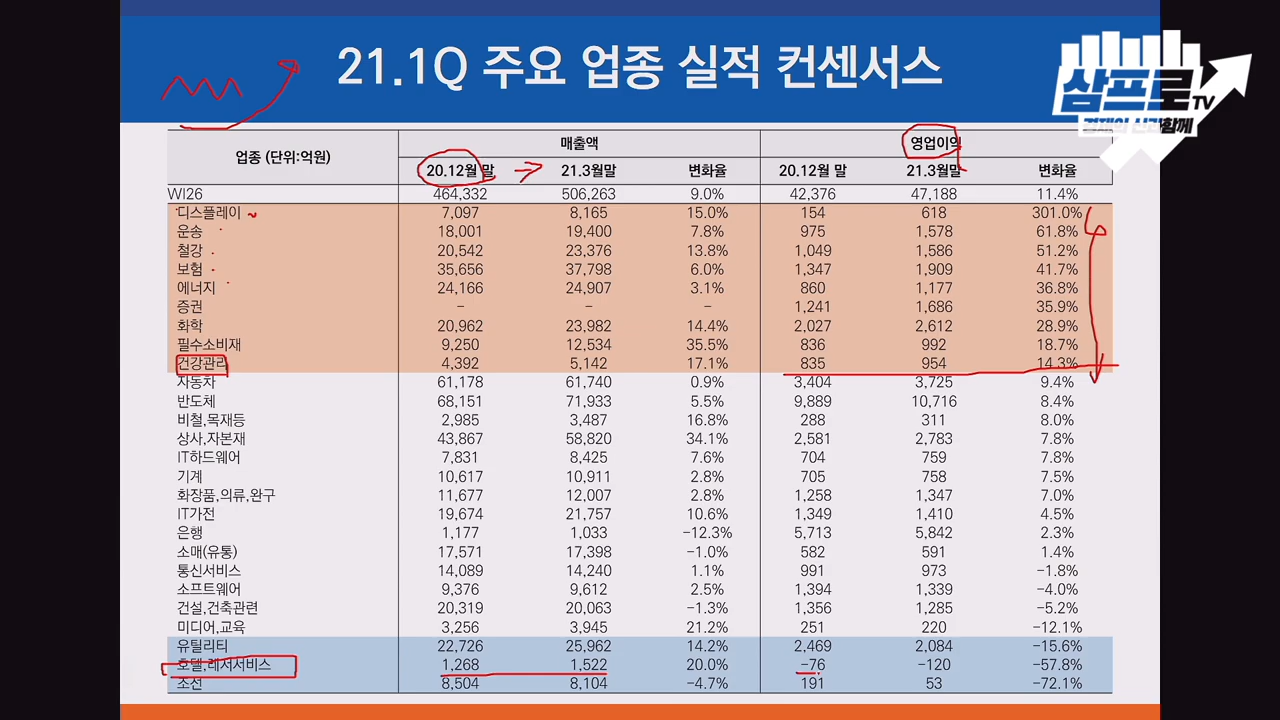 21.1Q 주요 업종 실적 컨센서스
삼프로TV
경제의 신과함께
업종 (단위:억원) 매출액 영업이익
20.12월 말 21.3월말 변화율 20.12월 말 21.3월말 변화율
WI26 464,332 506,263 9.0% 42,376 47,188 11.4%
디스플레이 7,097 8,165 15.0% 154 618 301.0%
운송 18,001 19,400 7.8% 975 1,578 61.8%
철강 20,542 23,376 13.8% 1,049 1,586 51.2%
보험 35,656 37,798 6.0% 1,347 1,909 41.7%
에너지 24,166 24,907 3.1% 860 1,177 36.8%
증권 – – – 1,241 1,686 35.9%
화학 20,962 23,982 14.4% 2,027 2,612 28.9%
필수소비재 9,250 12,534 35.5% 836 992 18.7%
건강관리 4,392 5,142 17.1% 835 954 14.3%
자동차 61,178 61,740 0.9% 3,404 3,725 9.4%
반도체 68,151 71,933 5.5% 9,889 10,716 8.4%
비철,목재등 2,985 3,487 16.8% 288 311 8.0%
상사,자본재 43,867 58,820 34.1% 2,581 2,783 7.8%
IT하드웨어 7,831 8,425 7.6% 704 759 7.8%
기계 10,617 10,911 2.8% 705 758 7.5%
화장품,의류,완구 11,677 12,007 2.8% 1,258 1,347 7.0%
IT가전 19,674 21,757 10.6% 1,349 1,410 4.5%
은행 1,177 1,033 −12.3% 5,713 5,842 2.3%
소매(유통) 17,571 17,398 −1.0% 582 591 1.4%
통신서비스 14,089 14,240 1.1% 991 973 −1.8%
소프트웨어 9,376 9,612 2.5% 1,394 1,339 −4.0%
건설,건축관련 20,319 20,063 −1.3% 1,356 1,285 −5.2%
미디어,교육 3,256 3,945 21.2% 251 220 −12.1%
유틸리티 22,726 25,962 14.2% 2,469 2,084 −15.6%
호텔,레저서비스 1,268 1,522 20.0% −76 −120 −57.8%
조선 8,504 8,104 −4.7% 191 53 −72.1%